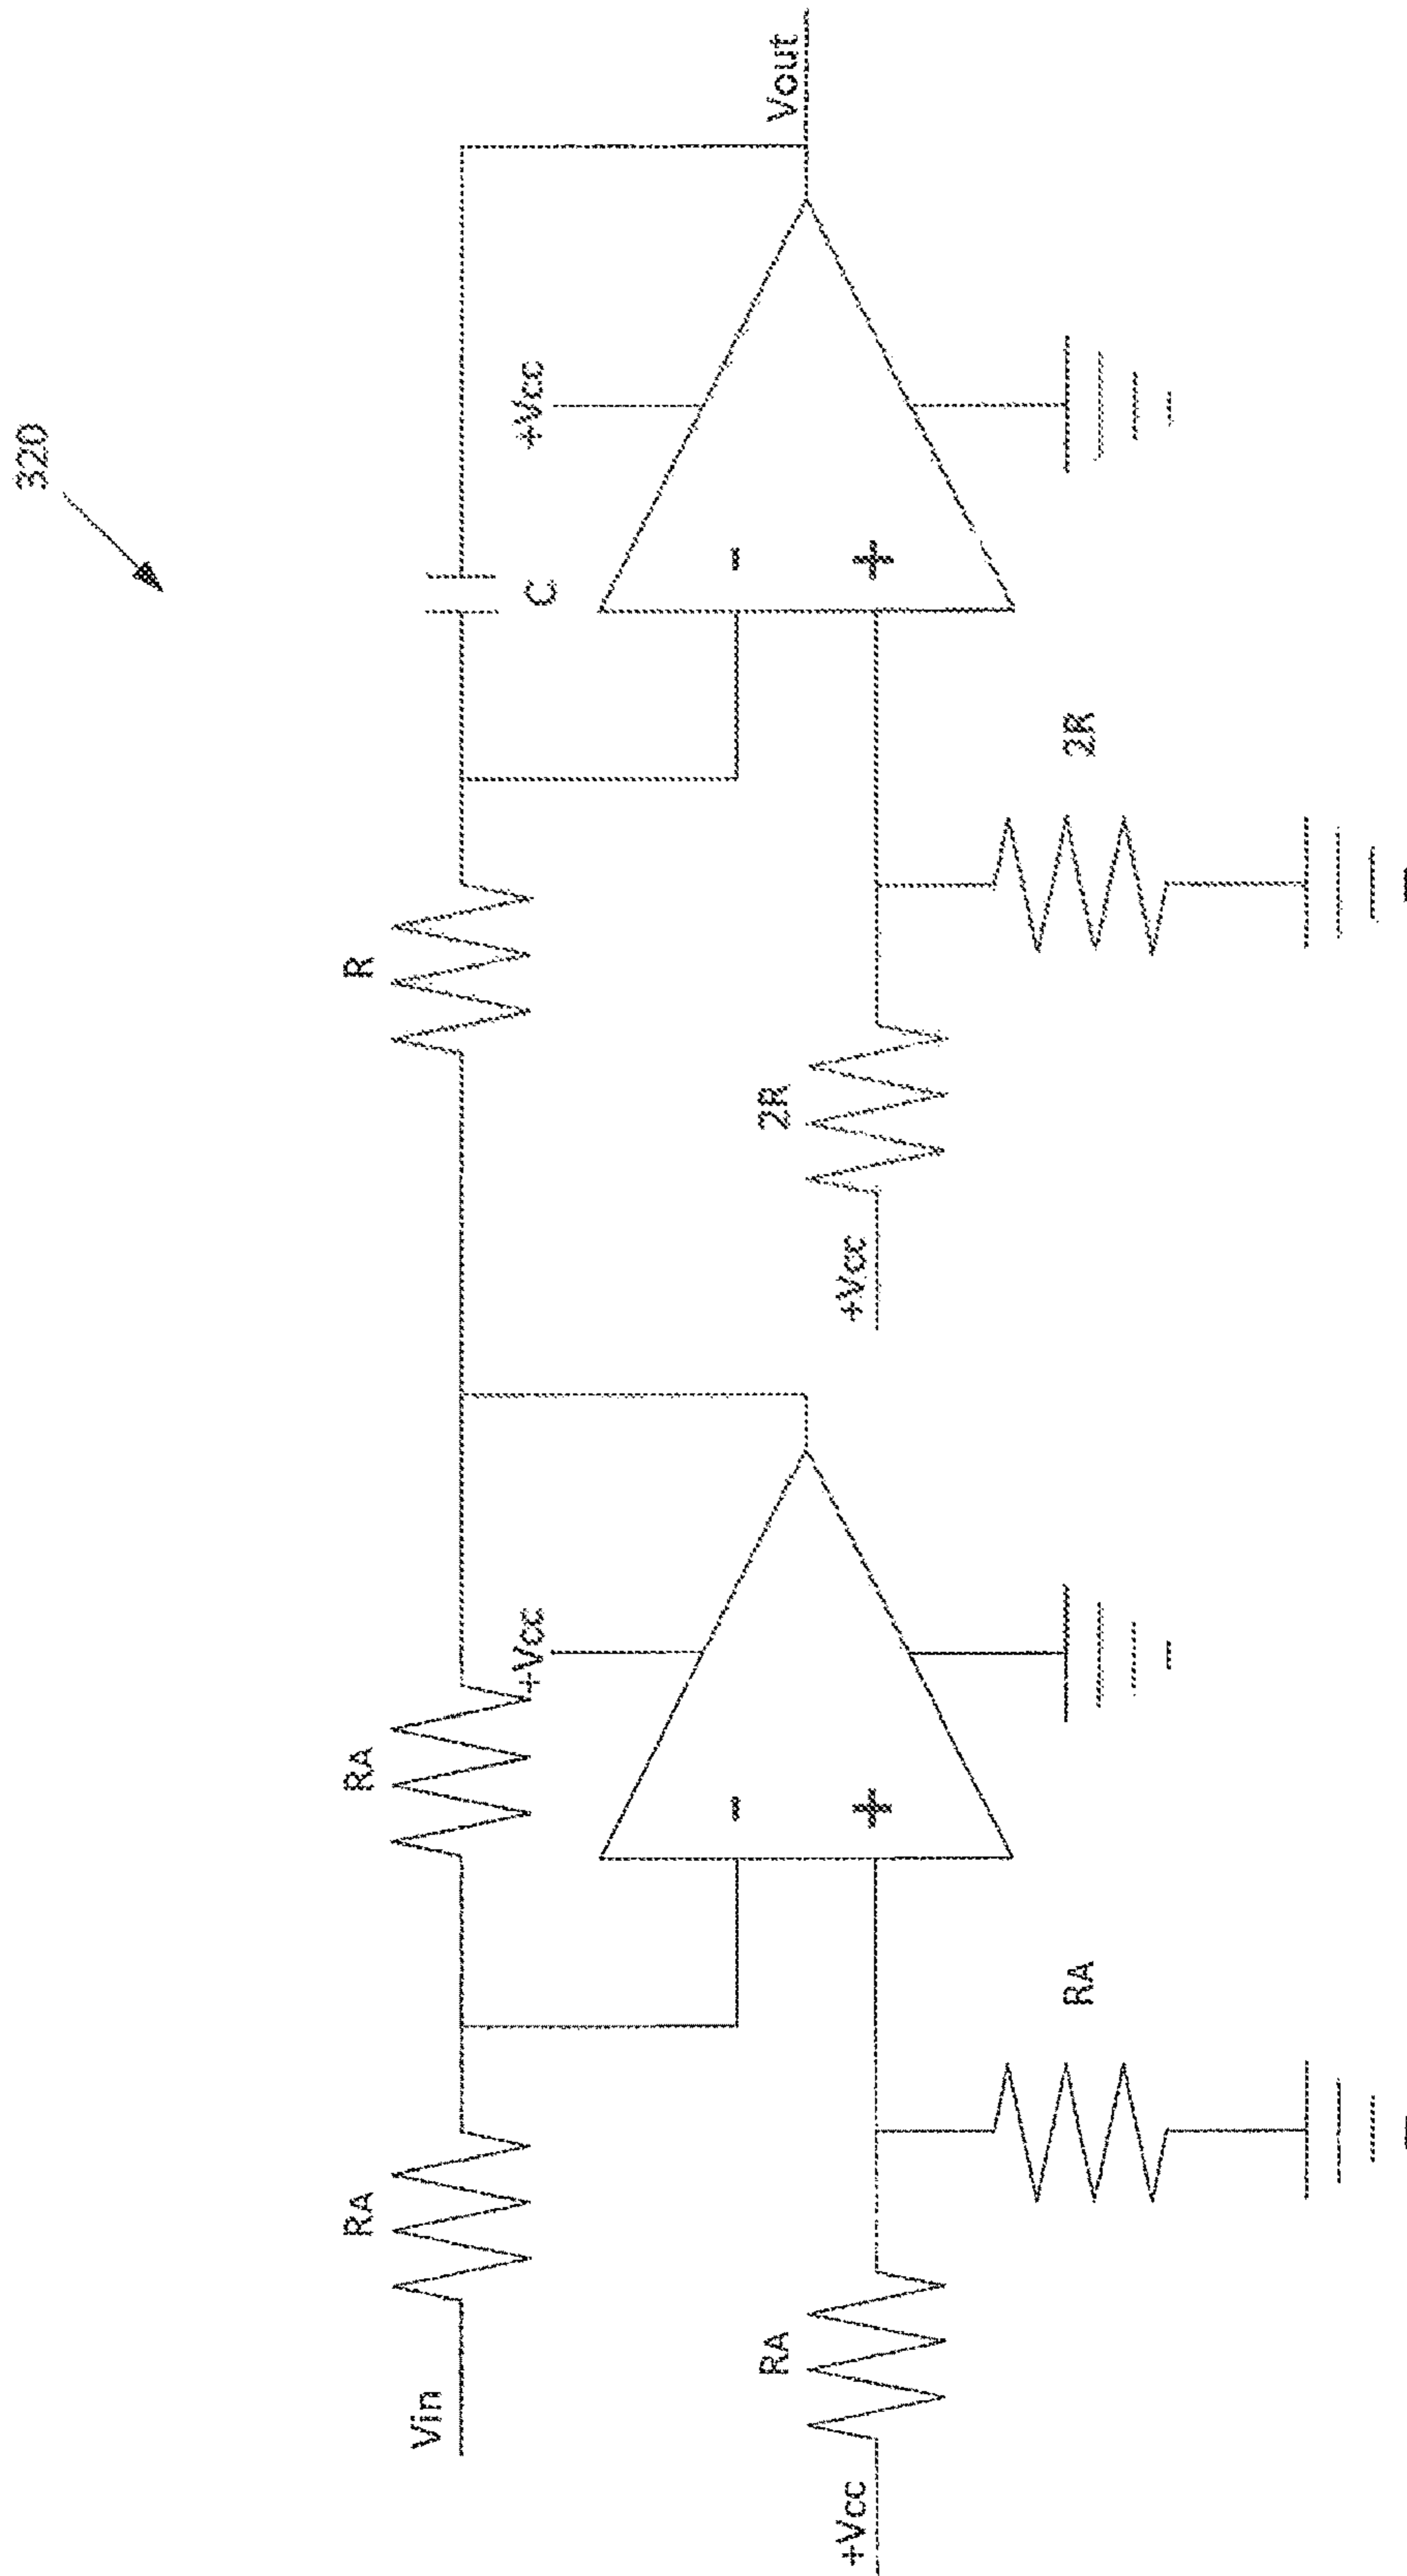 320
RA
RA
R
Vin
+Vcc
+Vcc
C
Vout
RA
2R
+Vcc
+Vcc
RA
2R
-
+
-
+